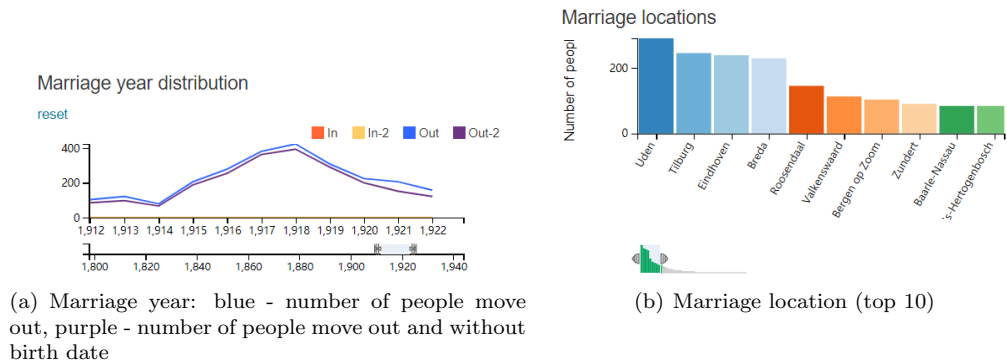 Marriage year distribution
reset
In In-2 Out Out-2
400
200
0
1,912 1,913 1,914 1,915 1,916 1,917 1,918 1,919 1,920 1,921 1,922
1,800 1,820 1,840 1,860 1,880 1,900 1,920 1,940
(a) Marriage year: blue - number of people move
out, purple - number of people move out and without
birth date
Marriage locations
Number of peopl
200
0
Uden
Tilburg
Eindhoven
Breda
Roosendaal
Valkenswaard
Bergen op Zoom
Zundert
Baarle-Nassau
's-Hertogenbosch
(b) Marriage location (top 10)